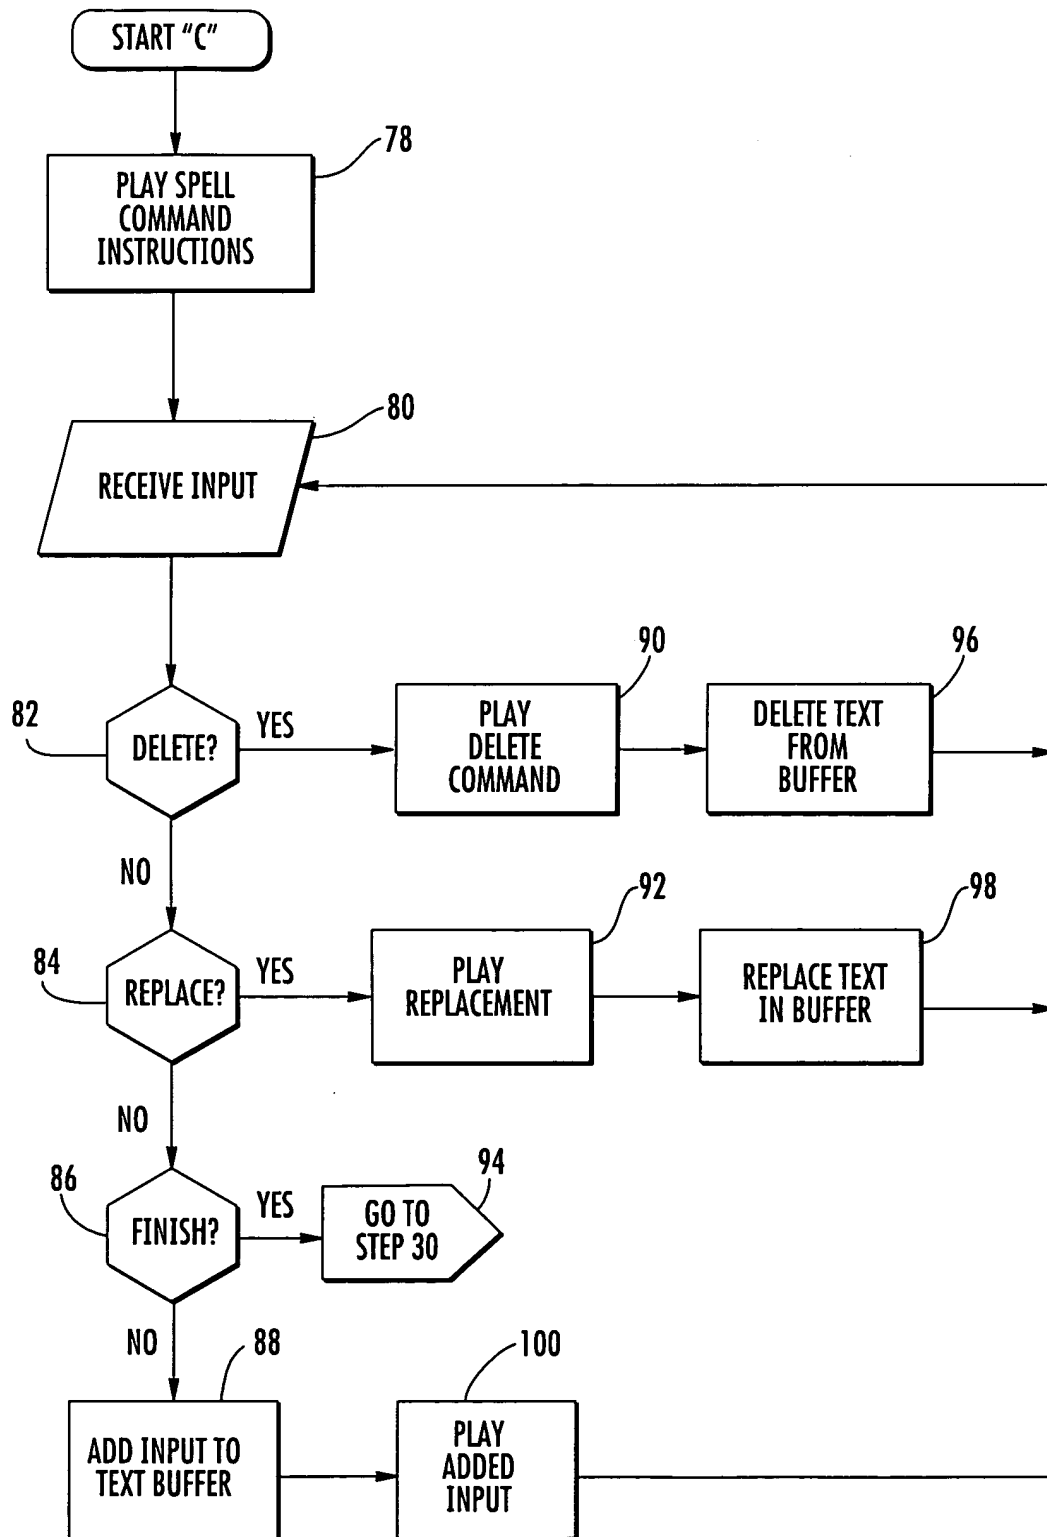 START "C"
78
PLAY SPELL
COMMAND
INSTRUCTIONS
80
RECEIVE INPUT
82
DELETE?
YES
90
PLAY
DELETE
COMMAND
96
DELETE TEXT
FROM
BUFFER
NO
84
REPLACE?
YES
92
PLAY
REPLACEMENT
98
REPLACE TEXT
IN BUFFER
NO
86
FINISH?
YES
94
GO TO
STEP 30
NO
88
ADD INPUT TO
TEXT BUFFER
100
PLAY
ADDED
INPUT